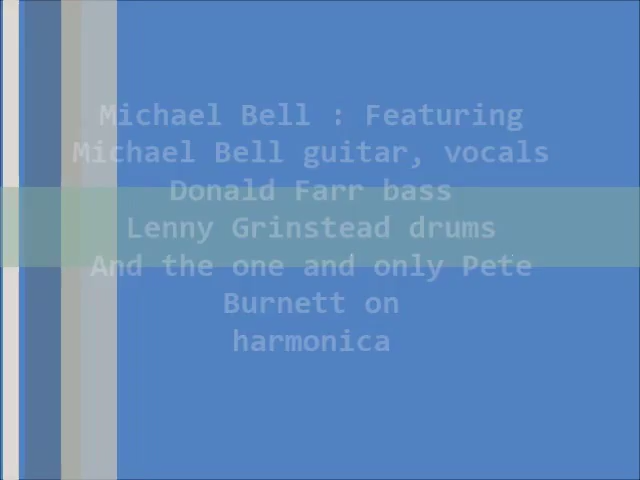 Michael Bell : Featuring
Michael Bell guitar, vocals
Donald Farr bass
Lenny Grinstead drums
And the one and only Pete
Burnett on
harmonica